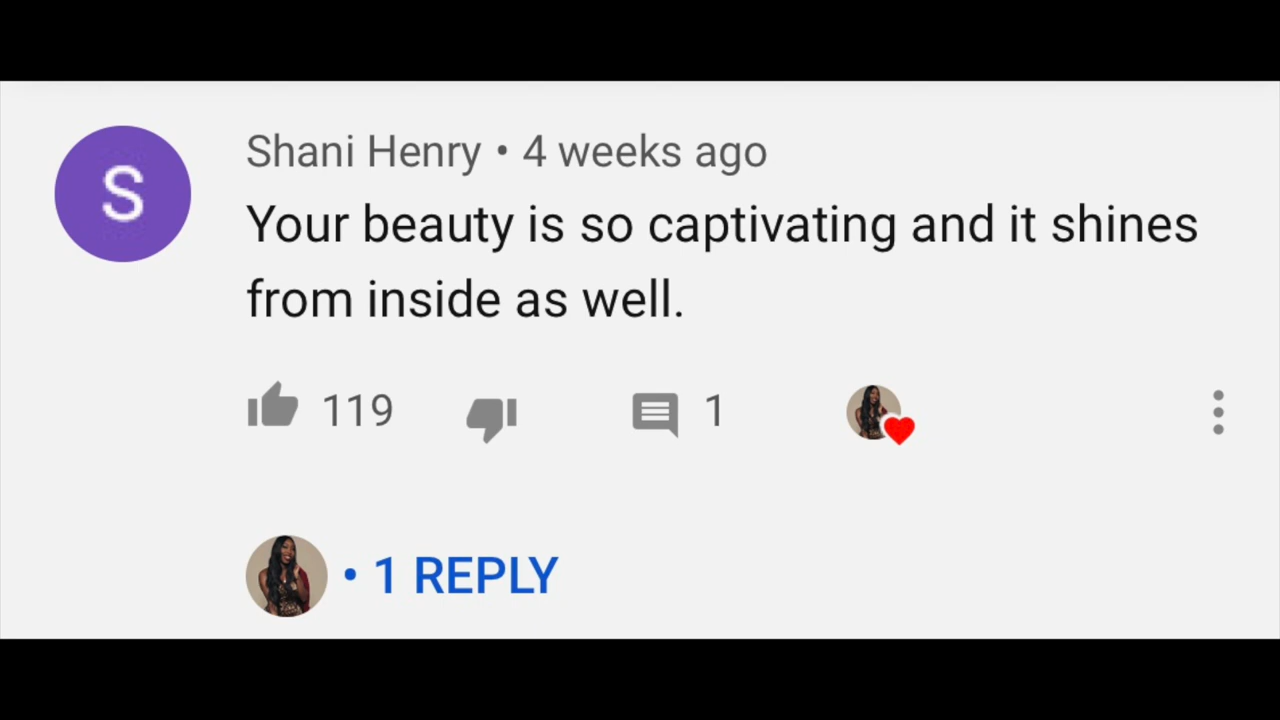 S
Shani Henry • 4 weeks ago
Your beauty is so captivating and it shines
from inside as well.
119 1
• 1 REPLY